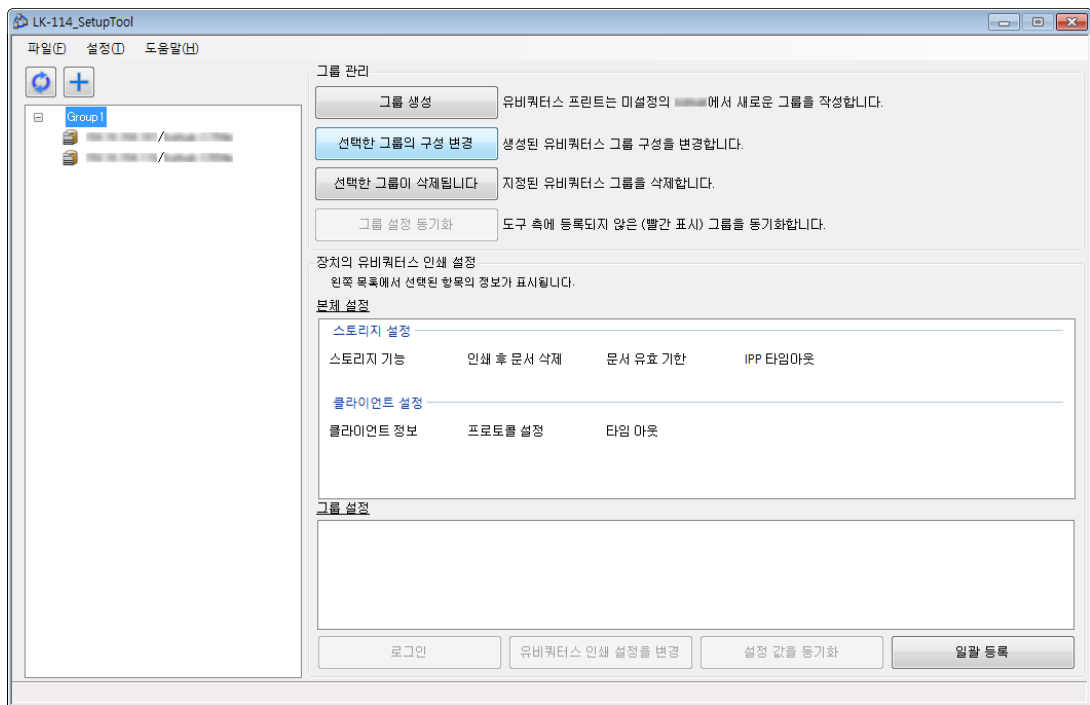 LK-114_SetupTool
파일(F) 설정(T) 도움말(H)
그룹 관리
그룹 생성 유비쿼터스 프린트는 미설정의 에서 새로운 그룹을 작성합니다.
Group1
선택한 그룹의 구성 변경 생성된 유비쿼터스 그룹 구성을 변경합니다.
선택한 그룹이 삭제됩니다 지정된 유비쿼터스 그룹을 삭제합니다.
그룹 설정 동기화 도구 측에 등록되지 않은 (빨간 표시) 그룹을 동기화합니다.
장치의 유비쿼터스 인쇄 설정
왼쪽 목록에서 선택된 항목의 정보가 표시됩니다.
본체 설정
스토리지 설정
스토리지 기능 인쇄 후 문서 삭제 문서 유효 기한 IPP 타임아웃
클라이언트 설정
클라이언트 정보 프로토콜 설정 타임 아웃
그룹 설정
로그인 유비쿼터스 인쇄 설정을 변경 설정 값을 동기화 일괄 등록